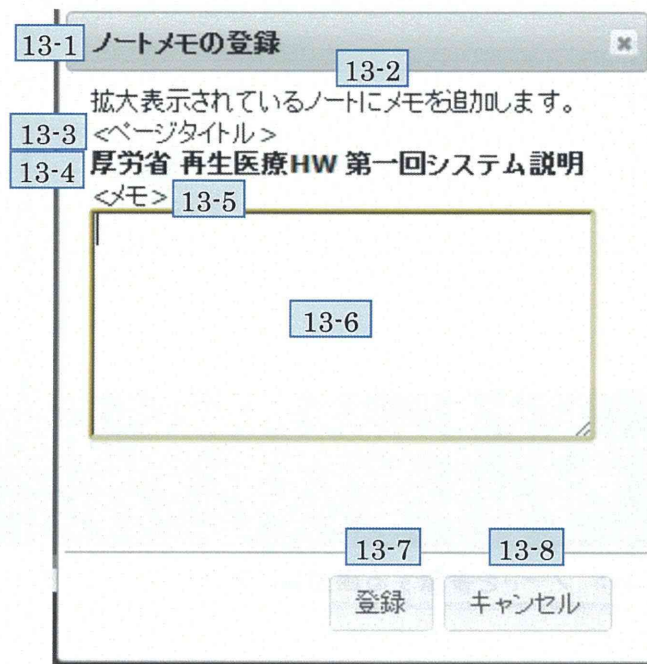 13-1 ノートメモの登録
13-2
拡大表示されているノートにメモを追加します。
13-3 <ページタイトル>
13-4 厚労省 再生医療HW 第一回システム説明
<メモ> 13-5
13-6
13-7 13-8
登録 キャンセル